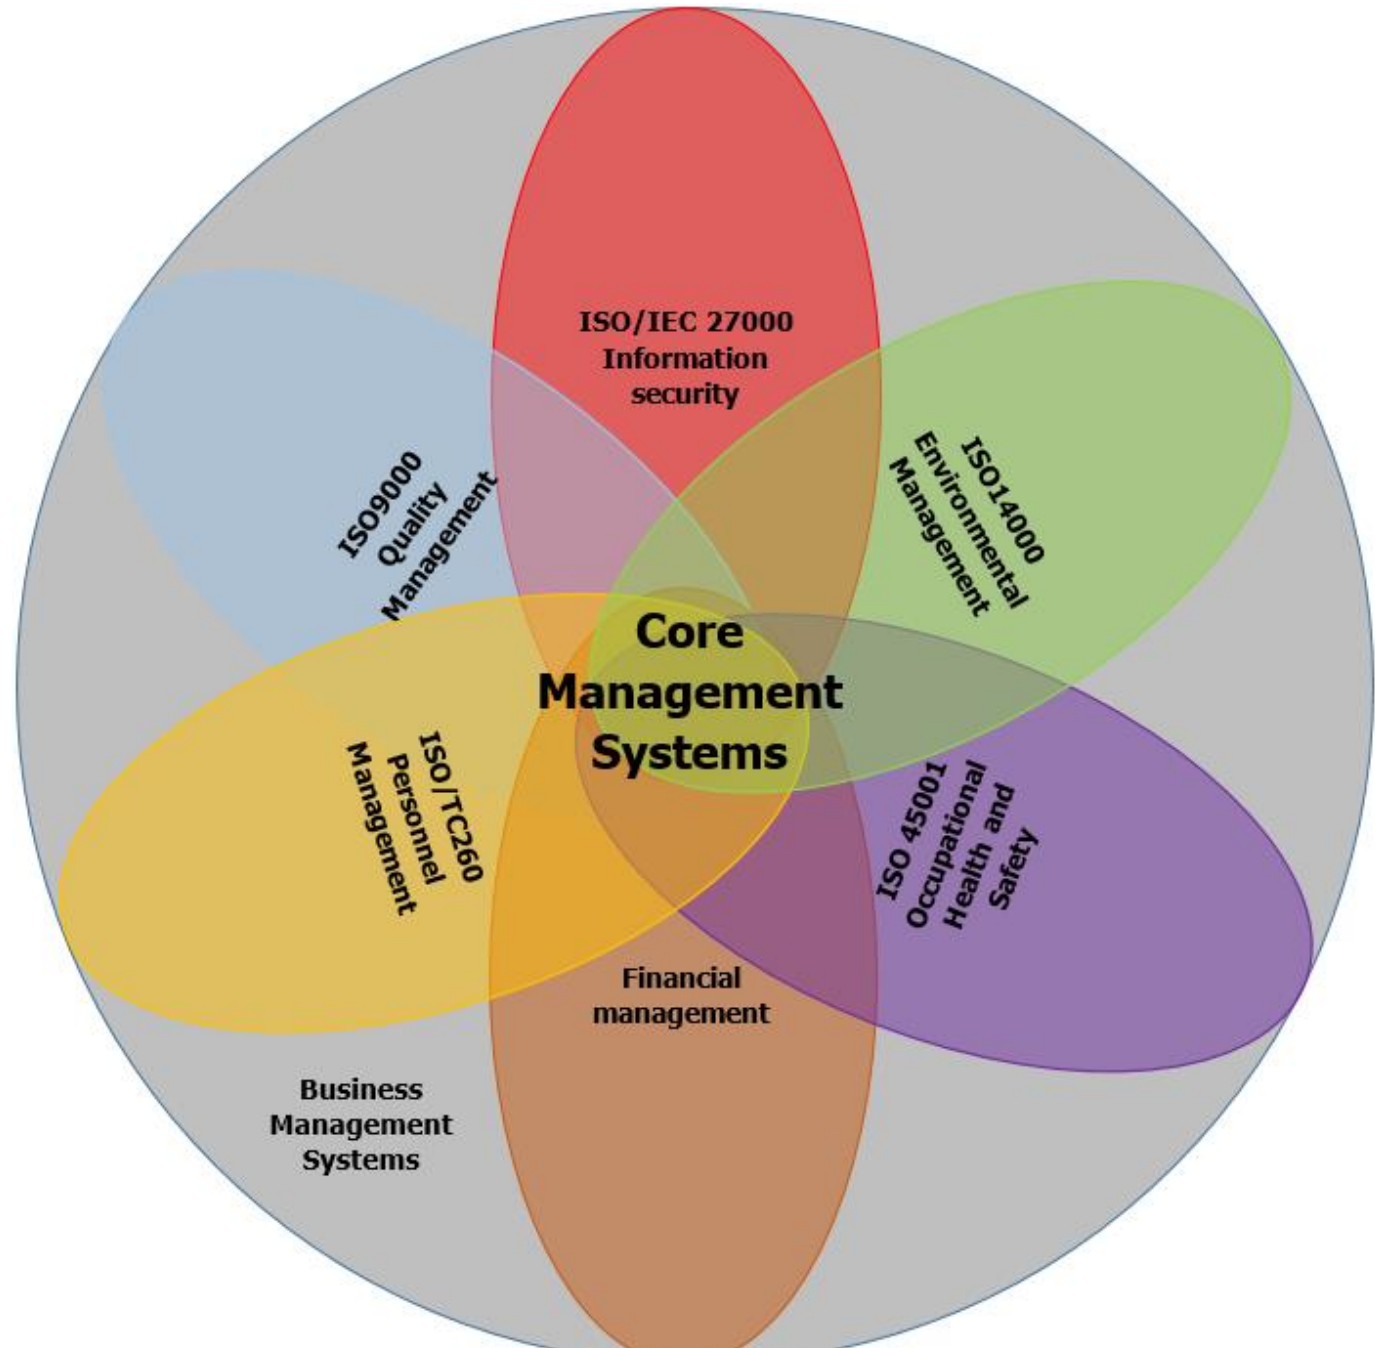 ISO/IEC 27000
Information
security
ISO9000
Quality
Management
ISO14000
Environmental
Management
Core
Management
Systems
ISO/TC260
Personnel
Management
ISO 45001
Occupational
Health and
Safety
Financial
management
Business
Management
Systems